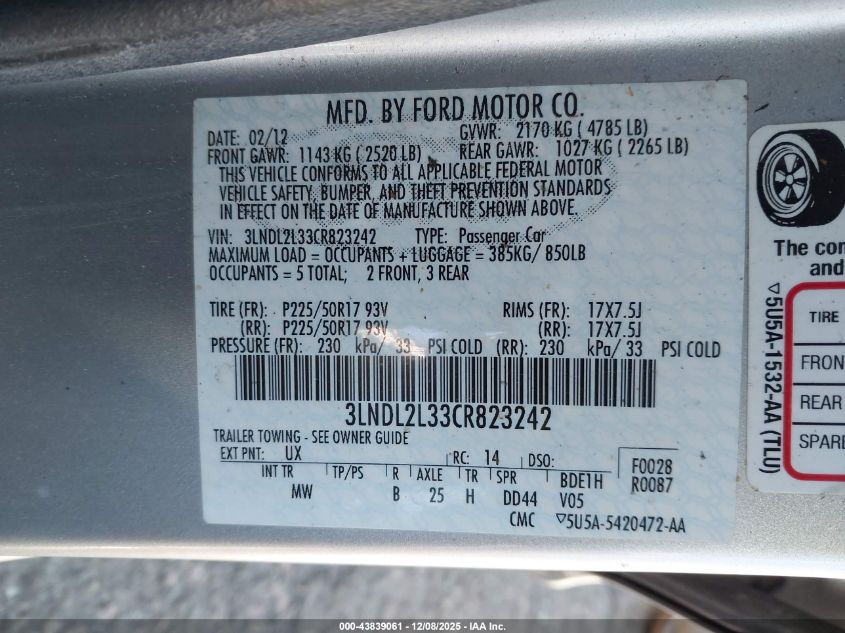 MFD. BY FORD MOTOR CO.
DATE: 02/12 GVWR: 2170 KG ( 4785 LB)
FRONT GAWR: 1143 KG ( 2520 LB) REAR GAWR: 1027 KG ( 2265 LB)
THIS VEHICLE CONFORMS TO ALL APPLICABLE FEDERAL MOTOR
VEHICLE SAFETY, BUMPER, AND THEFT PREVENTION STANDARDS
IN EFFECT ON THE DATE OF MANUFACTURE SHOWN ABOVE.
VIN: 3LNDL2L33CR823242 TYPE: Passenger Car
MAXIMUM LOAD = OCCUPANTS + LUGGAGE = 385KG/ 850LB
OCCUPANTS = 5 TOTAL; 2 FRONT, 3 REAR
TIRE (FR): P225/50R17 93V RIMS (FR): 17X7.5J
(RR): P225/50R17 93V (RR): 17X7.5J
PRESSURE (FR): 230 kPa/ 33 PSI COLD (RR): 230 kPa/ 33 PSI COLD
3LNDL2L33CR823242
TRAILER TOWING - SEE OWNER GUIDE
EXT PNT: UX RC: 14 DSO: F0028
INT TR TP/PS R AXLE TR SPR BDE1H R0087
MW B 25 H DD44 V05
CMC ▽5U5A-5420472-AA
▽5U5A-1532-AA (TLU)
The com
and
TIRE
FRON
REAR
SPARE
000-43839061 - 12/08/2025 - IAA Inc.